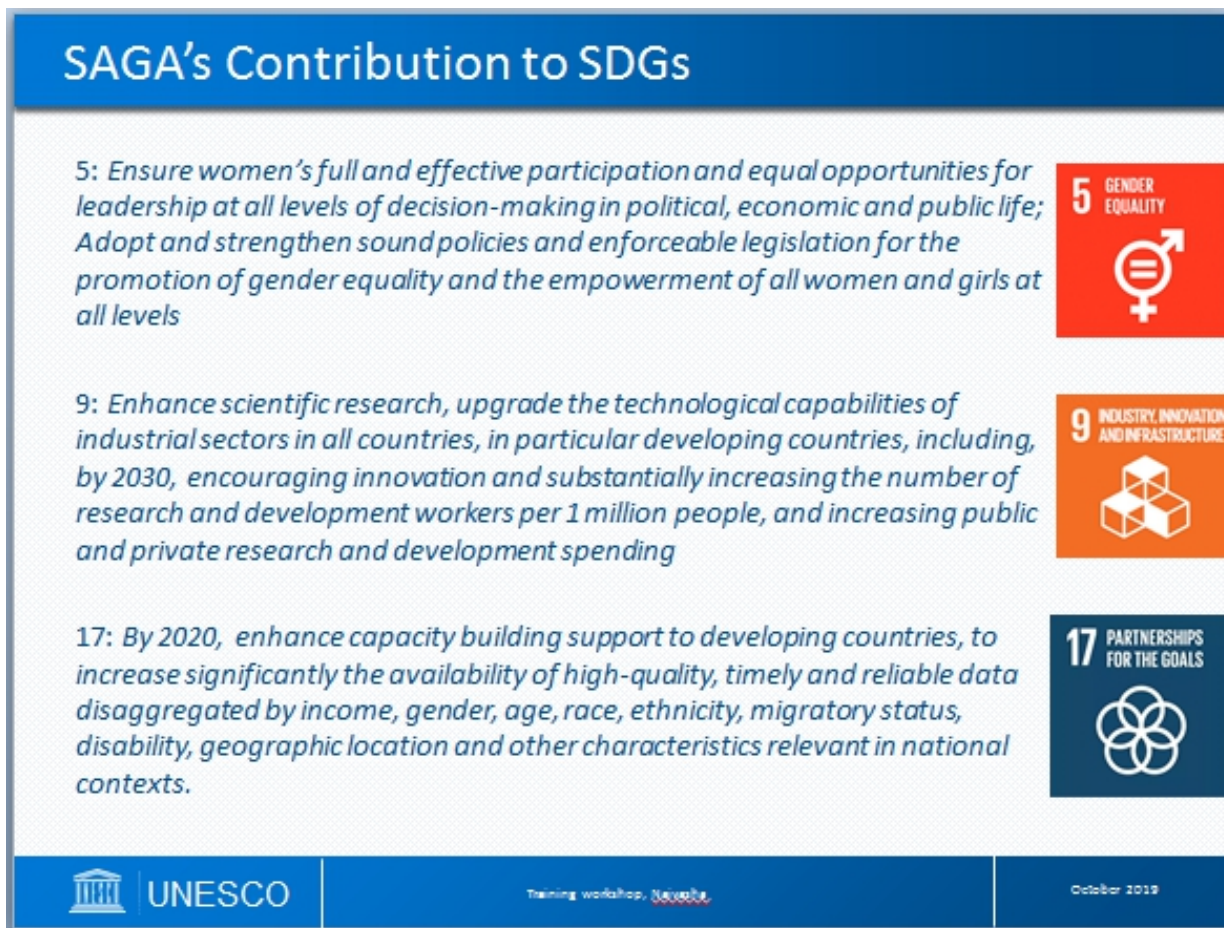 SAGA's Contribution to SDGs
5: Ensure women's full and effective participation and equal opportunities for
leadership at all levels of decision-making in political, economic and public life;
Adopt and strengthen sound policies and enforceable legislation for the
promotion of gender equality and the empowerment of all women and girls at
all levels
5 GENDER
EQUALITY
9: Enhance scientific research, upgrade the technological capabilities of
industrial sectors in all countries, in particular developing countries, including,
by 2030, encouraging innovation and substantially increasing the number of
research and development workers per 1 million people, and increasing public
and private research and development spending
9 INDUSTRY, INNOVATION
AND INFRASTRUCTURE
17: By 2020, enhance capacity building support to developing countries, to
increase significantly the availability of high-quality, timely and reliable data
disaggregated by income, gender, age, race, ethnicity, migratory status,
disability, geographic location and other characteristics relevant in national
contexts.
17 PARTNERSHIPS
FOR THE GOALS
UNESCO
Training workshop, Naivasha,
October 2019